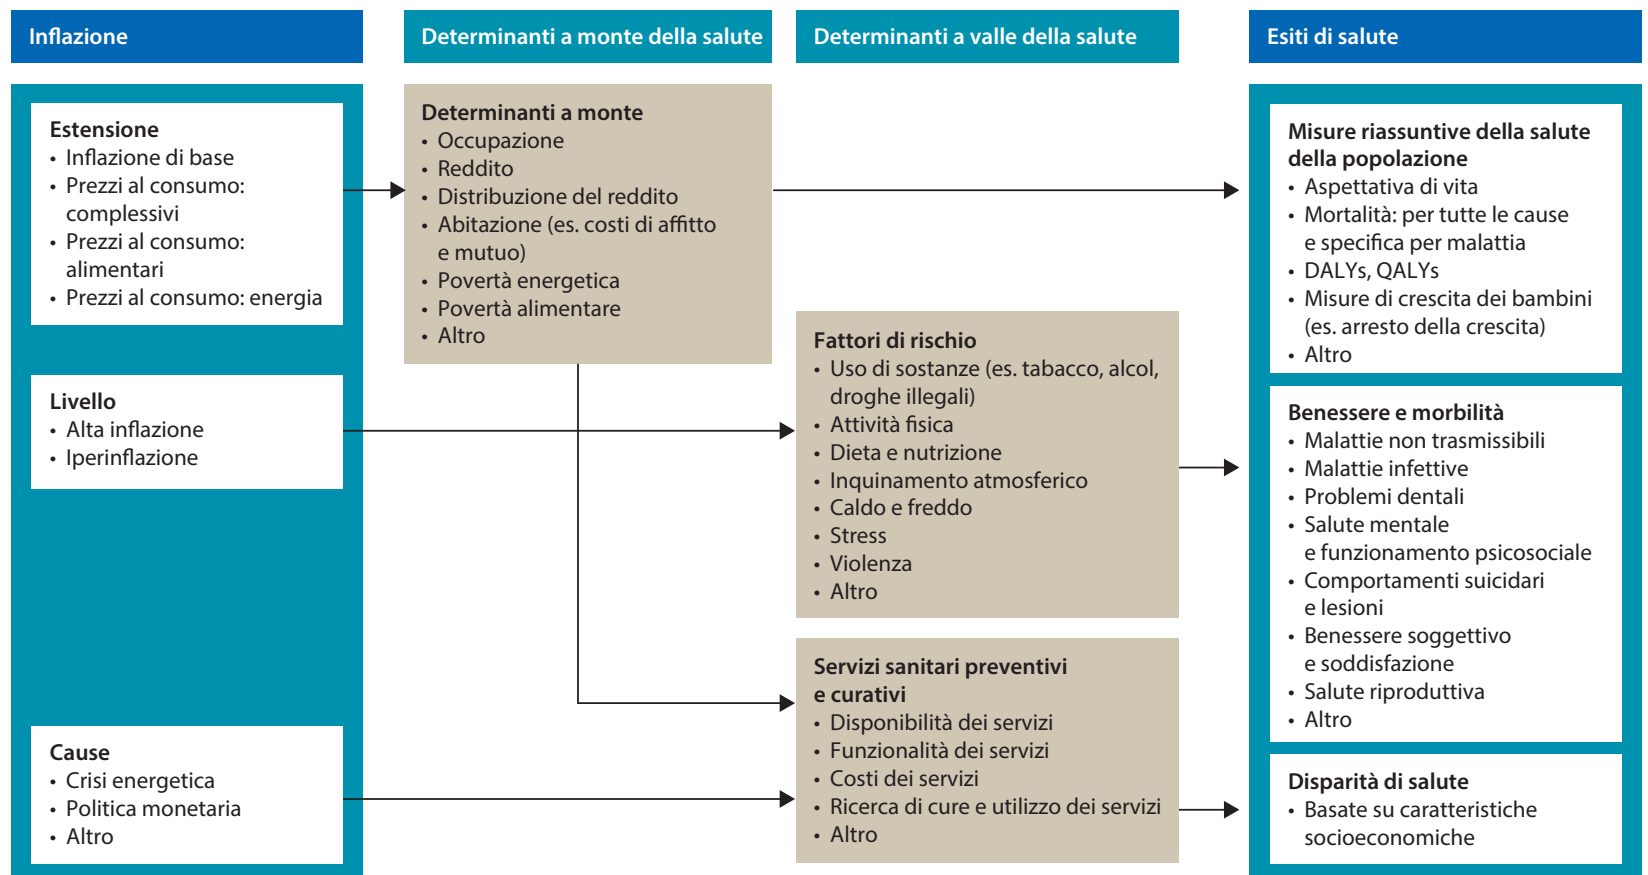 Inflazione
Determinanti a monte della salute
Determinanti a valle della salute
Esiti di salute
Estensione
• Inflazione di base
• Prezzi al consumo:
complessivi
• Prezzi al consumo:
alimentari
• Prezzi al consumo: energia
Livello
• Alta inflazione
• Iperinflazione
Cause
• Crisi energetica
• Politica monetaria
• Altro
Determinanti a monte
• Occupazione
• Reddito
• Distribuzione del reddito
• Abitazione (es. costi di affitto
e mutuo)
• Povertà energetica
• Povertà alimentare
• Altro
Fattori di rischio
• Uso di sostanze (es. tabacco, alcol,
droghe illegali)
• Attività fisica
• Dieta e nutrizione
• Inquinamento atmosferico
• Caldo e freddo
• Stress
• Violenza
• Altro
Servizi sanitari preventivi
e curativi
• Disponibilità dei servizi
• Funzionalità dei servizi
• Costi dei servizi
• Ricerca di cure e utilizzo dei servizi
• Altro
Misure riassuntive della salute
della popolazione
• Aspettativa di vita
• Mortalità: per tutte le cause
e specifica per malattia
• DALYs, QALYs
• Misure di crescita dei bambini
(es. arresto della crescita)
• Altro
Benessere e morbilità
• Malattie non trasmissibili
• Malattie infettive
• Problemi dentali
• Salute mentale
e funzionamento psicosociale
• Comportamenti suicidari
e lesioni
• Benessere soggettivo
e soddisfazione
• Salute riproduttiva
• Altro
Disparità di salute
• Basate su caratteristiche
socioeconomiche